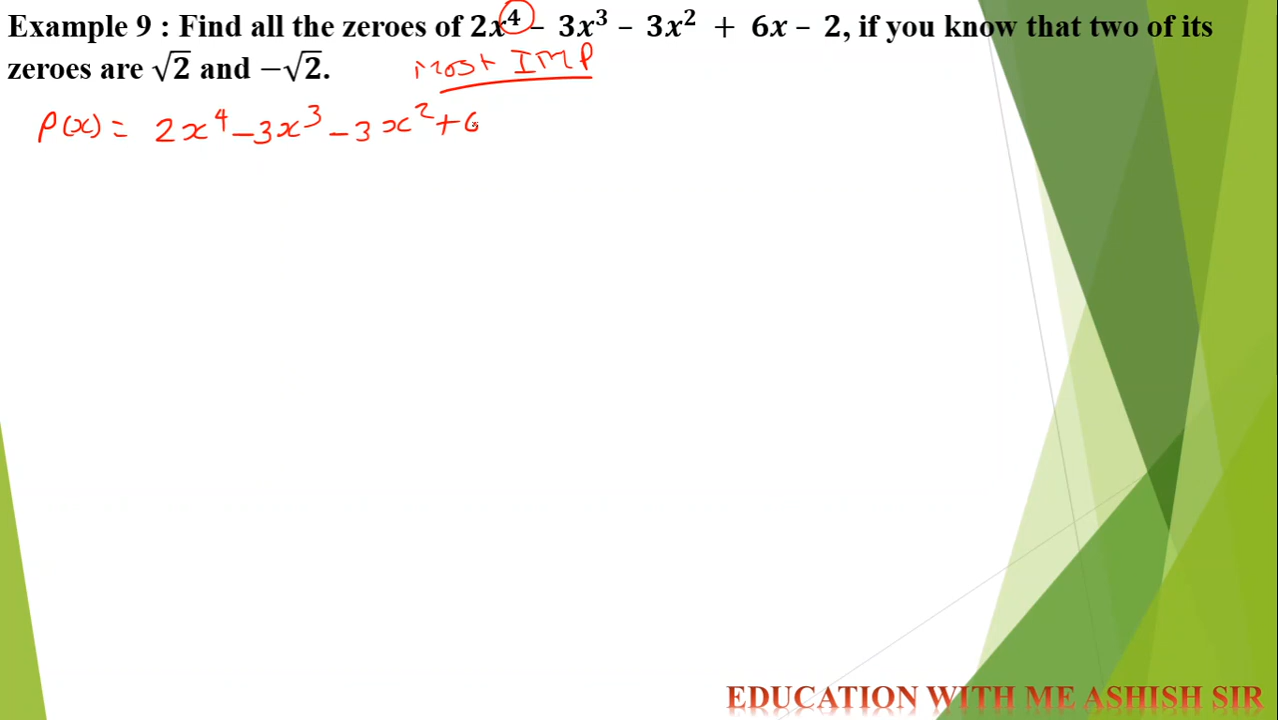 Example 9 : Find all the zeroes of 2x⁴ – 3x³ – 3x² + 6x – 2, if you know that two of its
zeroes are √2 and –√2.
Most IMP
P(x) = 2x⁴ – 3x³ – 3x² + 6
EDUCATION WITH ME ASHISH SIR